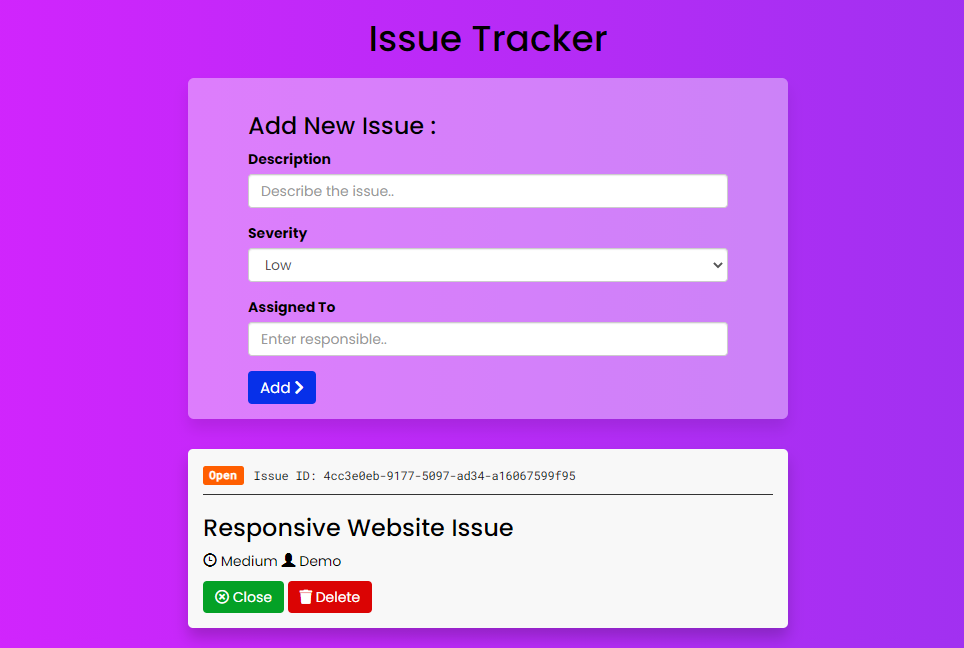 Issue Tracker
Add New Issue :
Description
Describe the issue..
Severity
Low
Assigned To
Enter responsible..
Add
Open Issue ID: 4cc3e0eb-9177-5097-ad34-a16067599f95
Responsive Website Issue
Medium Demo
Close Delete